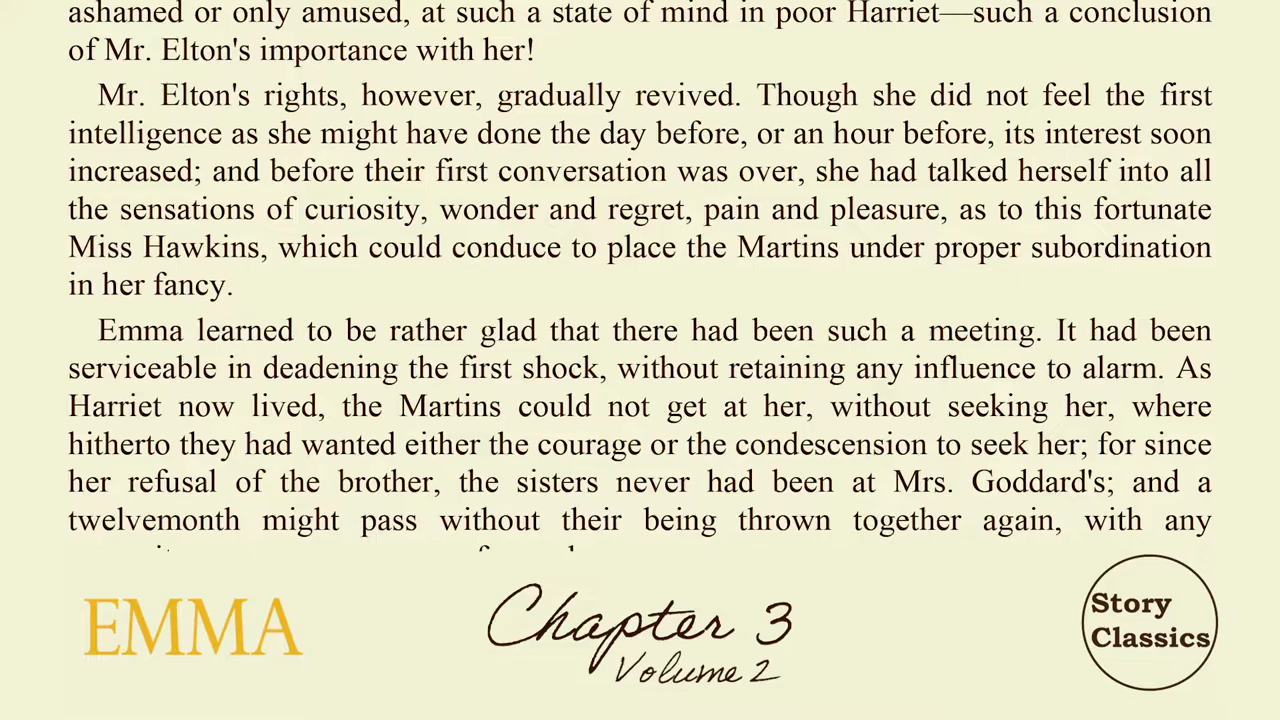 ashamed or only amused, at such a state of mind in poor Harriet—such a conclusion
of Mr. Elton's importance with her!
Mr. Elton's rights, however, gradually revived. Though she did not feel the first
intelligence as she might have done the day before, or an hour before, its interest soon
increased; and before their first conversation was over, she had talked herself into all
the sensations of curiosity, wonder and regret, pain and pleasure, as to this fortunate
Miss Hawkins, which could conduce to place the Martins under proper subordination
in her fancy.
Emma learned to be rather glad that there had been such a meeting. It had been
serviceable in deadening the first shock, without retaining any influence to alarm. As
Harriet now lived, the Martins could not get at her, without seeking her, where
hitherto they had wanted either the courage or the condescension to seek her; for since
her refusal of the brother, the sisters never had been at Mrs. Goddard's; and a
twelvemonth might pass without their being thrown together again, with any
EMMA
Chapter 3
Volume 2
Story
Classics